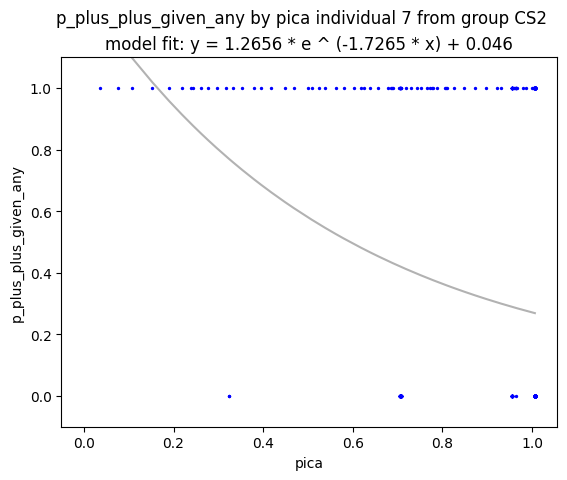 p_plus_plus_given_any by pica individual 7 from group CS2
model fit: y = 1.2656 * e ^ (-1.7265 * x) + 0.046
1.0
0.8
0.6
0.4
0.2
0.0
p_plus_plus_given_any
0.0 0.2 0.4 0.6 0.8 1.0
pica